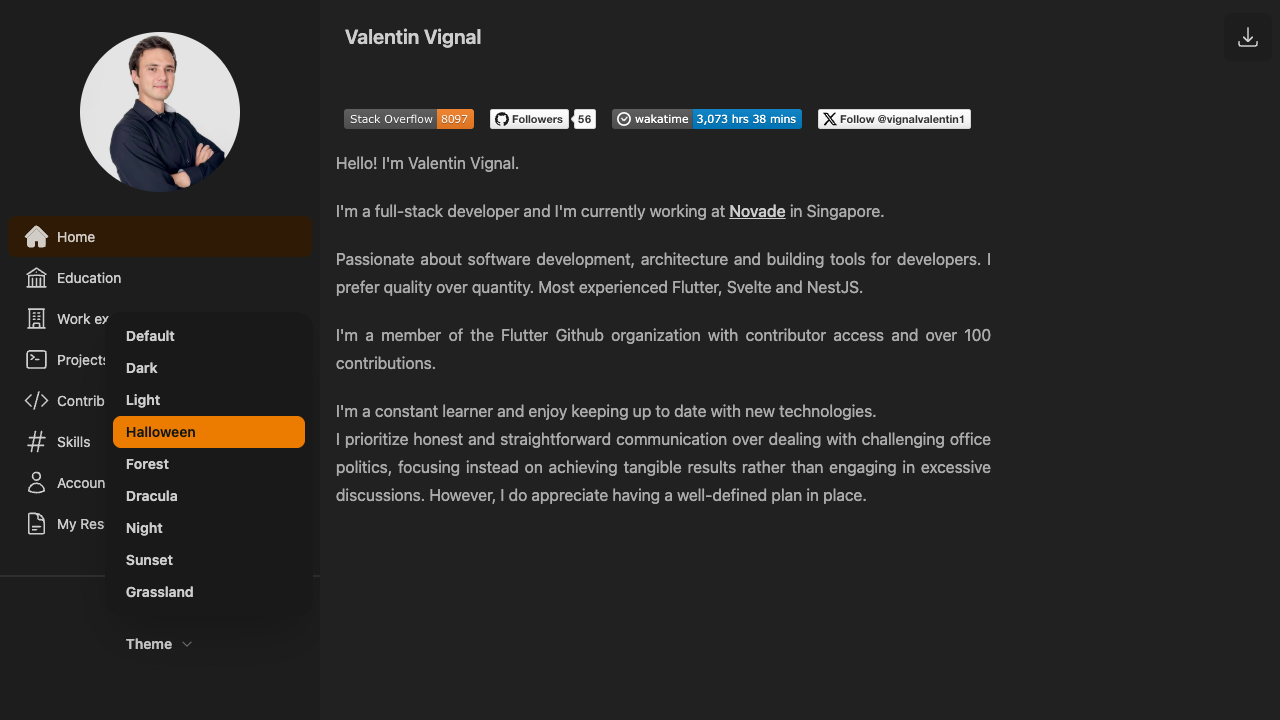 Valentin Vignal
Stack Overflow 8097 Followers 56 wakatime 3,073 hrs 38 mins Follow @vignalvalentin1
Hello! I'm Valentin Vignal.
I'm a full-stack developer and I'm currently working at Novade in Singapore.
Passionate about software development, architecture and building tools for developers. I
prefer quality over quantity. Most experienced Flutter, Svelte and NestJS.
I'm a member of the Flutter Github organization with contributor access and over 100
contributions.
I'm a constant learner and enjoy keeping up to date with new technologies.
I prioritize honest and straightforward communication over dealing with challenging office
politics, focusing instead on achieving tangible results rather than engaging in excessive
discussions. However, I do appreciate having a well-defined plan in place.
Home
Education
Work ex
Projects
Contrib
Skills
Accoun
My Res
Default
Dark
Light
Halloween
Forest
Dracula
Night
Sunset
Grassland
Theme